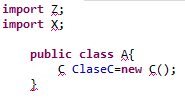 import Z;
import X;
public class A{
C ClaseC=new C();
}